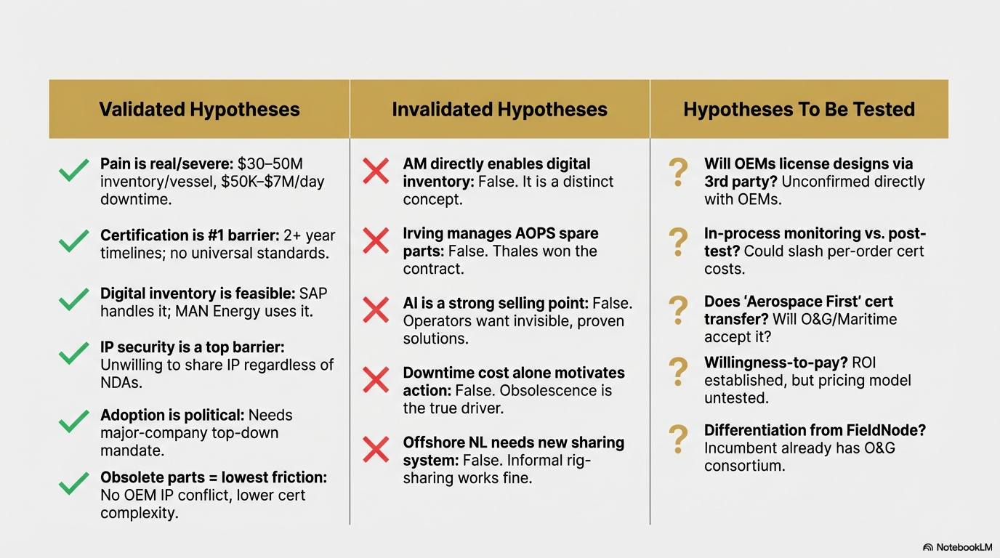 Validated Hypotheses
Pain is real/severe: $30–50M
inventory/vessel, $50K–$7M/day
downtime.
Certification is #1 barrier: 2+ year
timelines; no universal standards.
Digital inventory is feasible: SAP
handles it; MAN Energy uses it.
IP security is a top barrier:
Unwilling to share IP regardless of
NDAs.
Adoption is political: Needs
major-company top-down
mandate.
Obsolete parts = lowest friction:
No OEM IP conflict, lower cert
complexity.
Invalidated Hypotheses
AM directly enables digital
inventory: False. It is a distinct
concept.
Irving manages AOPS spare
parts: False. Thales won the
contract.
AI is a strong selling point: False.
Operators want invisible, proven
solutions.
Downtime cost alone motivates
action: False. Obsolescence is
the true driver.
Offshore NL needs new sharing
system: False. Informal rig-
sharing works fine.
Hypotheses To Be Tested
Will OEMs license designs via
3rd party? Unconfirmed directly
with OEMs.
In-process monitoring vs. post-
test? Could slash per-order cert
costs.
Does ‘Aerospace First’ cert
transfer? Will O&G/Maritime
accept it?
Willingness-to-pay? ROI
established, but pricing model
untested.
Differentiation from FieldNode?
Incumbent already has O&G
consortium.
NotebookLM